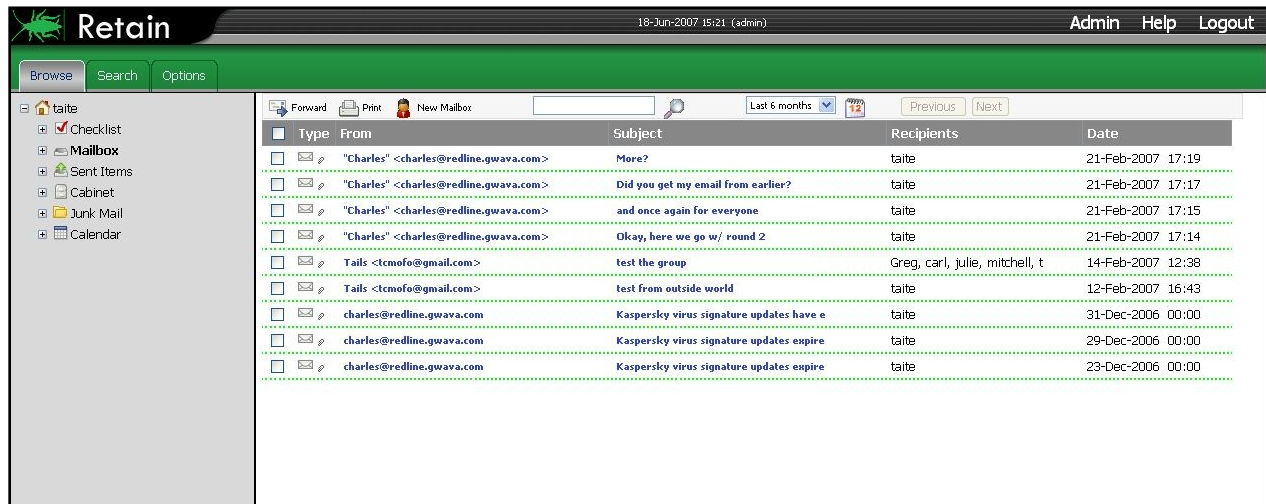 Retain 18-Jun-2007 15:21 (admin) Admin Help Logout
Browse Search Options
taite
Checklist
Mailbox
Sent Items
Cabinet
Junk Mail
Calendar
Forward Print New Mailbox Last 6 months 12 Previous Next
Type From Subject Recipients Date
"Charles" <charles@redline.gwava.com> More? taite 21-Feb-2007 17:19
"Charles" <charles@redline.gwava.com> Did you get my email from earlier? taite 21-Feb-2007 17:17
"Charles" <charles@redline.gwava.com> and once again for everyone taite 21-Feb-2007 17:15
"Charles" <charles@redline.gwava.com> Okay, here we go w/ round 2 taite 21-Feb-2007 17:14
Tails <tcmofo@gmail.com> test the group Greg, carl, julie, mitchell, t 14-Feb-2007 12:38
Tails <tcmofo@gmail.com> test from outside world taite 12-Feb-2007 16:43
charles@redline.gwava.com Kaspersky virus signature updates have e taite 31-Dec-2006 00:00
charles@redline.gwava.com Kaspersky virus signature updates expire taite 29-Dec-2006 00:00
charles@redline.gwava.com Kaspersky virus signature updates expire taite 23-Dec-2006 00:00